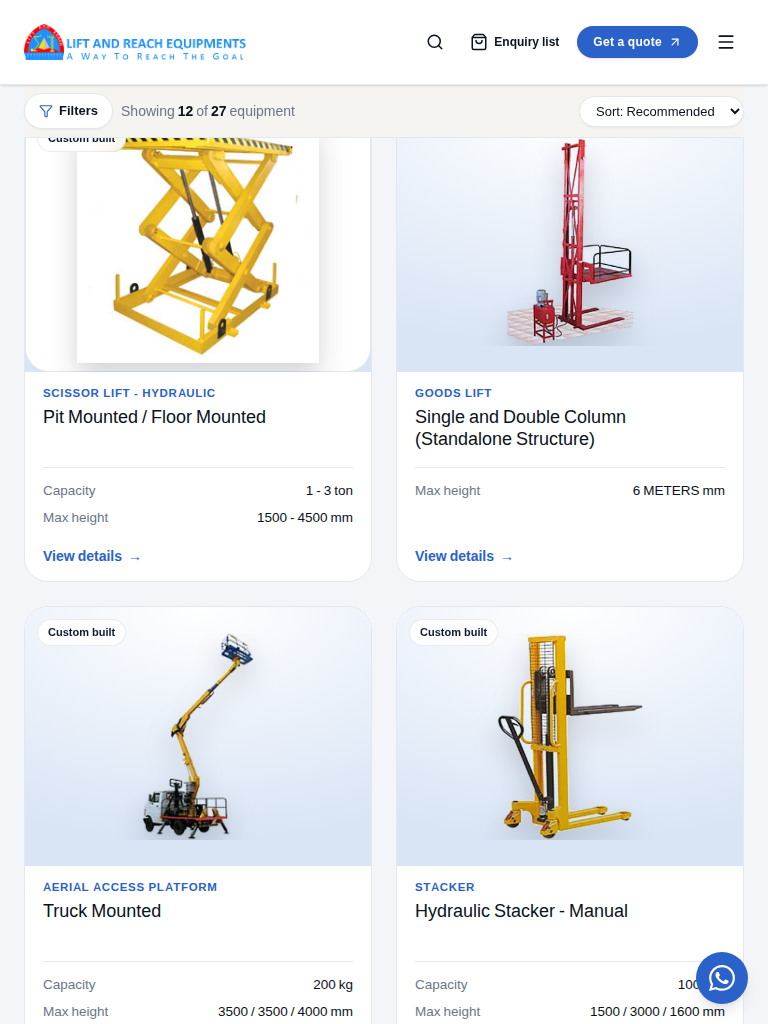 LIFT AND REACH EQUIPMENTS
A Way To Reach The Goal
Enquiry list
Get a quote
Filters
Showing 12 of 27 equipment
Sort: Recommended
Custom built
SCISSOR LIFT - HYDRAULIC
Pit Mounted / Floor Mounted
Capacity
1 - 3 ton
Max height
1500 - 4500 mm
View details →
GOODS LIFT
Single and Double Column
(Standalone Structure)
Max height
6 METERS mm
View details →
Custom built
AERIAL ACCESS PLATFORM
Truck Mounted
Capacity
200 kg
Max height
3500 / 3500 / 4000 mm
Custom built
STACKER
Hydraulic Stacker - Manual
Capacity
Max height
1500 / 3000 / 1600 mm